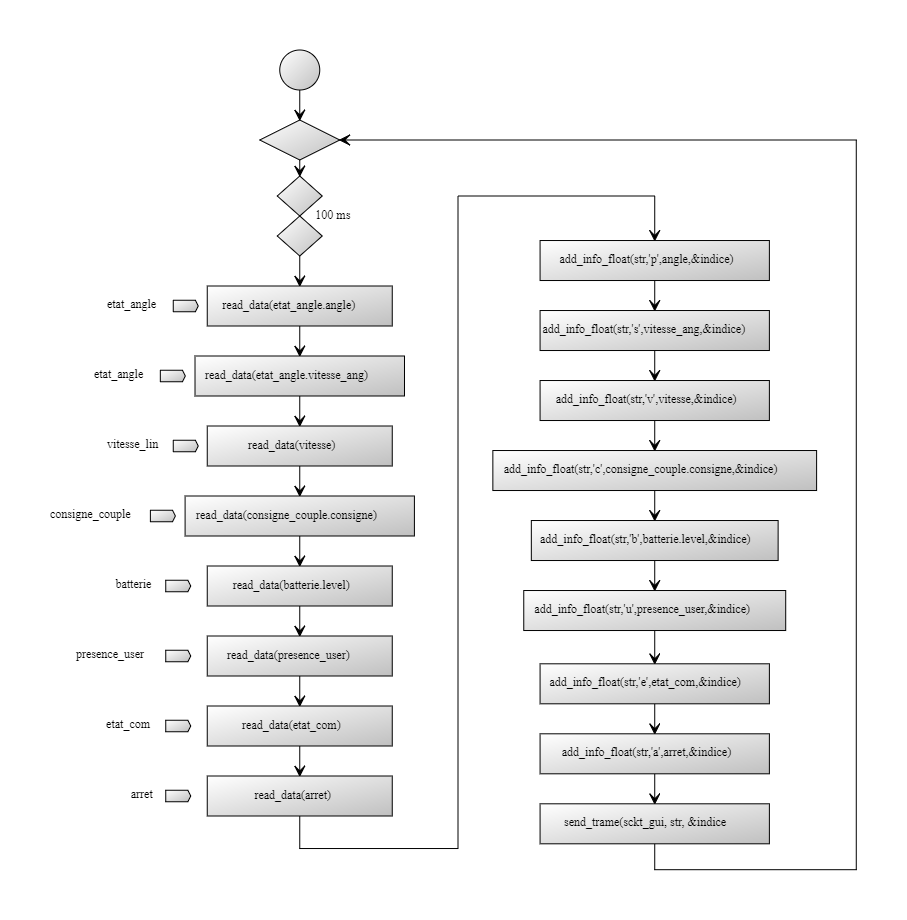 100 ms
etat_angle
read_data(etat_angle.angle)
etat_angle
read_data(etat_angle.vitesse_ang)
vitesse_lin
read_data(vitesse)
consigne_couple
read_data(consigne_couple.consigne)
batterie
read_data(batterie.level)
presence_user
read_data(presence_user)
etat_com
read_data(etat_com)
arret
read_data(arret)
add_info_float(str,'p',angle,&indice)
add_info_float(str,'s',vitesse_ang,&indice)
add_info_float(str,'v',vitesse,&indice)
add_info_float(str,'c',consigne_couple.consigne,&indice)
add_info_float(str,'b',batterie.level,&indice)
add_info_float(str,'u',presence_user,&indice)
add_info_float(str,'e',etat_com,&indice)
add_info_float(str,'a',arret,&indice)
send_trame(sckt_gui, str, &indice